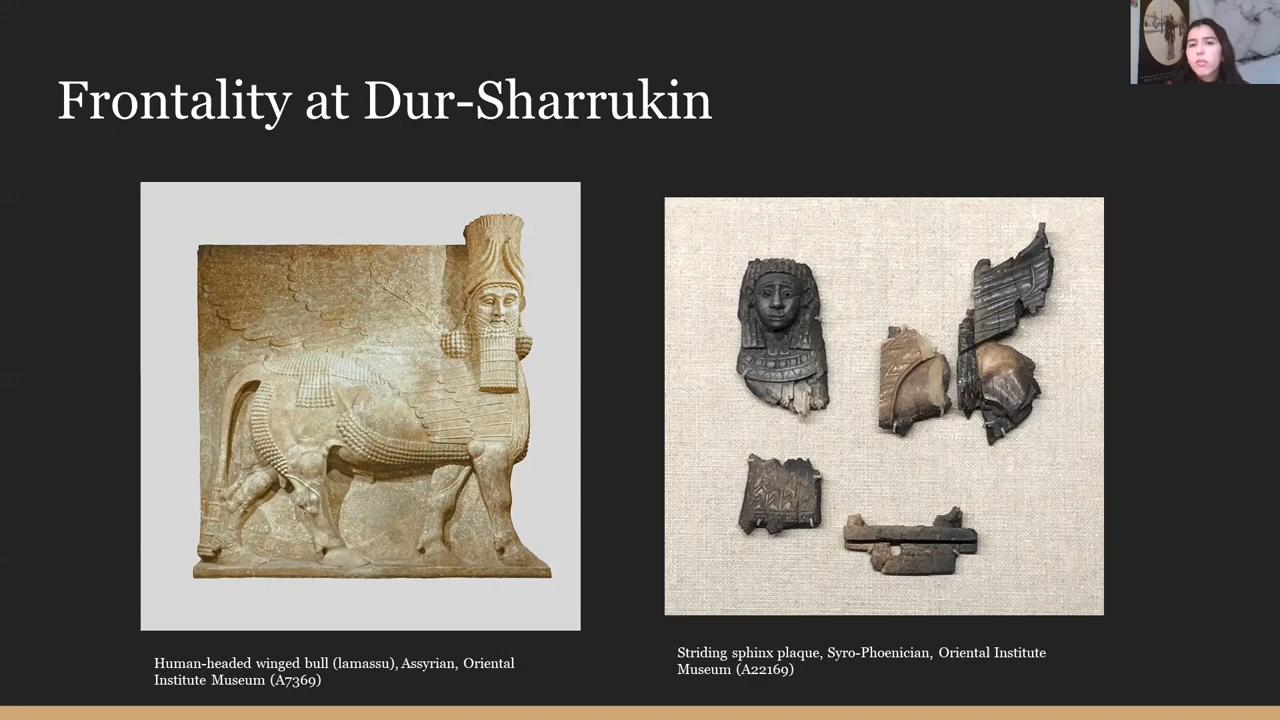 Frontality at Dur-Sharrukin
Human-headed winged bull (lamassu), Assyrian, Oriental
Institute Museum (A7369)
Striding sphinx plaque, Syro-Phoenician, Oriental Institute
Museum (A22169)